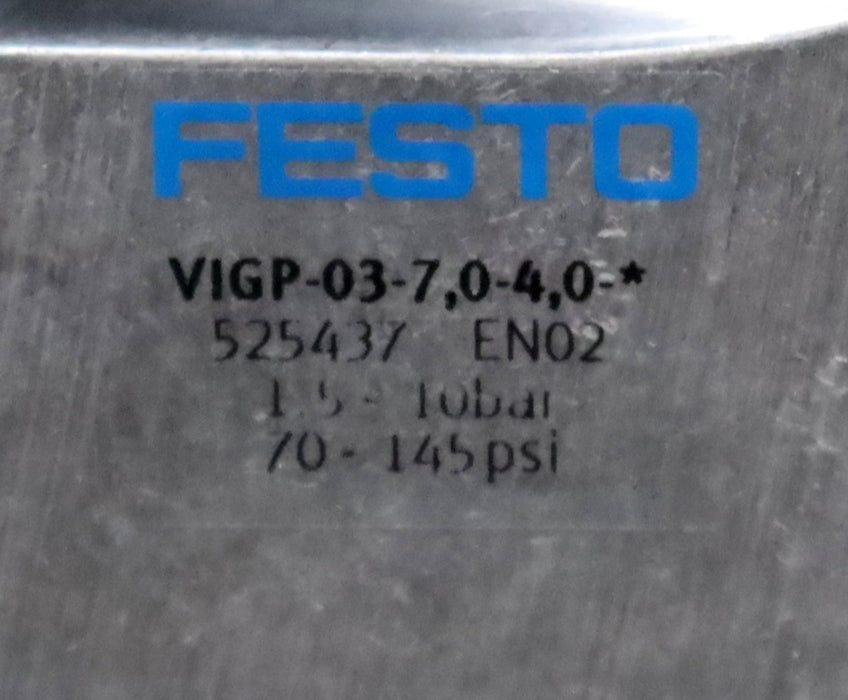 FESTO
VIGP-03-7,0-4,0-*
525437 EN02
1.5 - 10bar
70 - 145psi